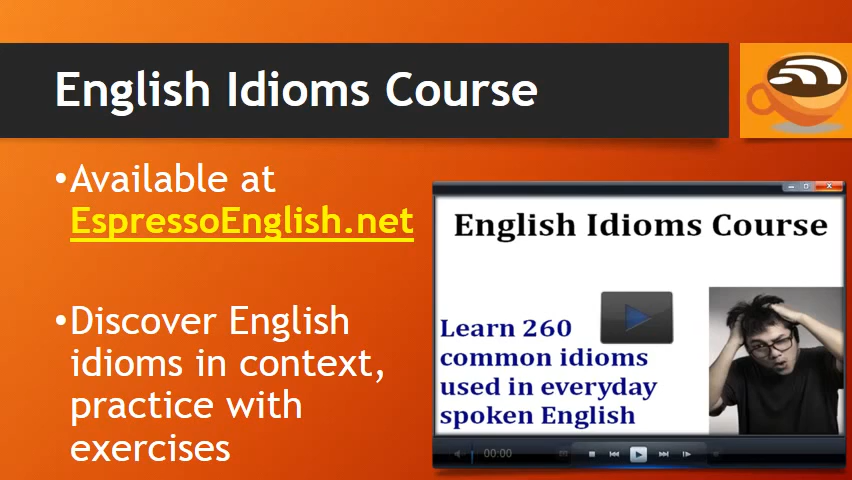 English Idioms Course
•Available at
EspressoEnglish.net
•Discover English
idioms in context,
practice with
exercises
English Idioms Course
Learn 260
common idioms
used in everyday
spoken English
00:00